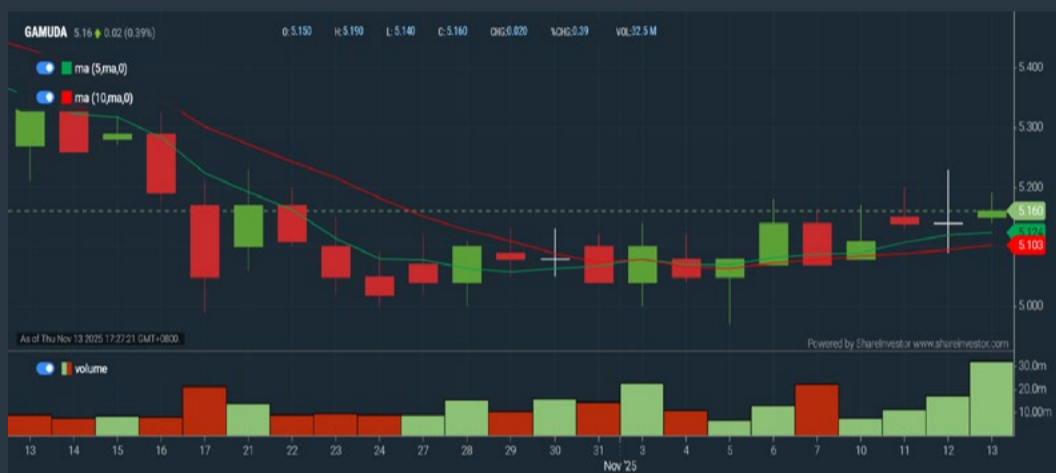 GAMUDA 5.16 0.02 (0.39%) O: 5.150 H: 5.190 L: 5.140 C: 5.160 CHG:0.020 %CHG:0.39 VOL:32.5 M
ma (5,ma,0)
ma (10,ma,0)
5.400
5.300
5.200
5.160
5.124
5.103
5.000
As of Thu Nov 13 2025 17:27:21 GMT+0800
Powered by ShareInvestor www.shareinvestor.com
volume
30.0m
20.0m
10.00m
13 14 15 16 17 21 22 23 24 27 28 29 30 31 3 4 5 6 7 10 11 12 13
Nov '25